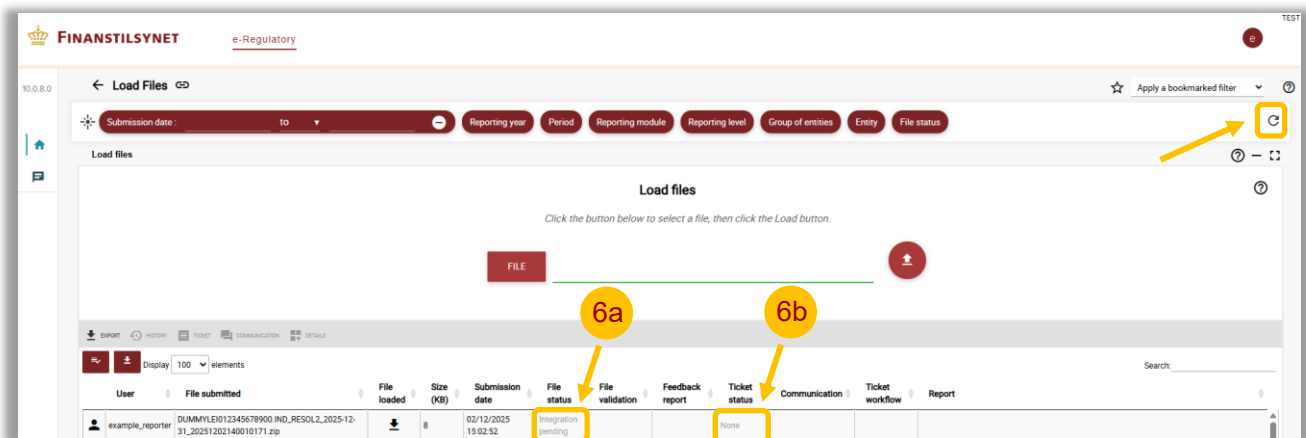 TEST
FINANSTILSYNET e-Regulatory e
10.0.8.0 Load Files Apply a bookmarked filter
Submission date : to Reporting year Period Reporting module Reporting level Group of entities Entity File status
Load files
Load files
Click the button below to select a file, then click the Load button.
FILE
6a 6b
EXPORT HISTORY TICKET COMMUNICATION DETAILS
Display 100 elements Search:
User File submitted File loaded Size (KB) Submission date File status File validation Feedback report Ticket status Communication Ticket workflow Report
example_reporter DUMMYLEI012345678900.IND_RESOL2_2025-12-31_20251202140010171.zip 8 02/12/2025 15:02:52 Integration pending None